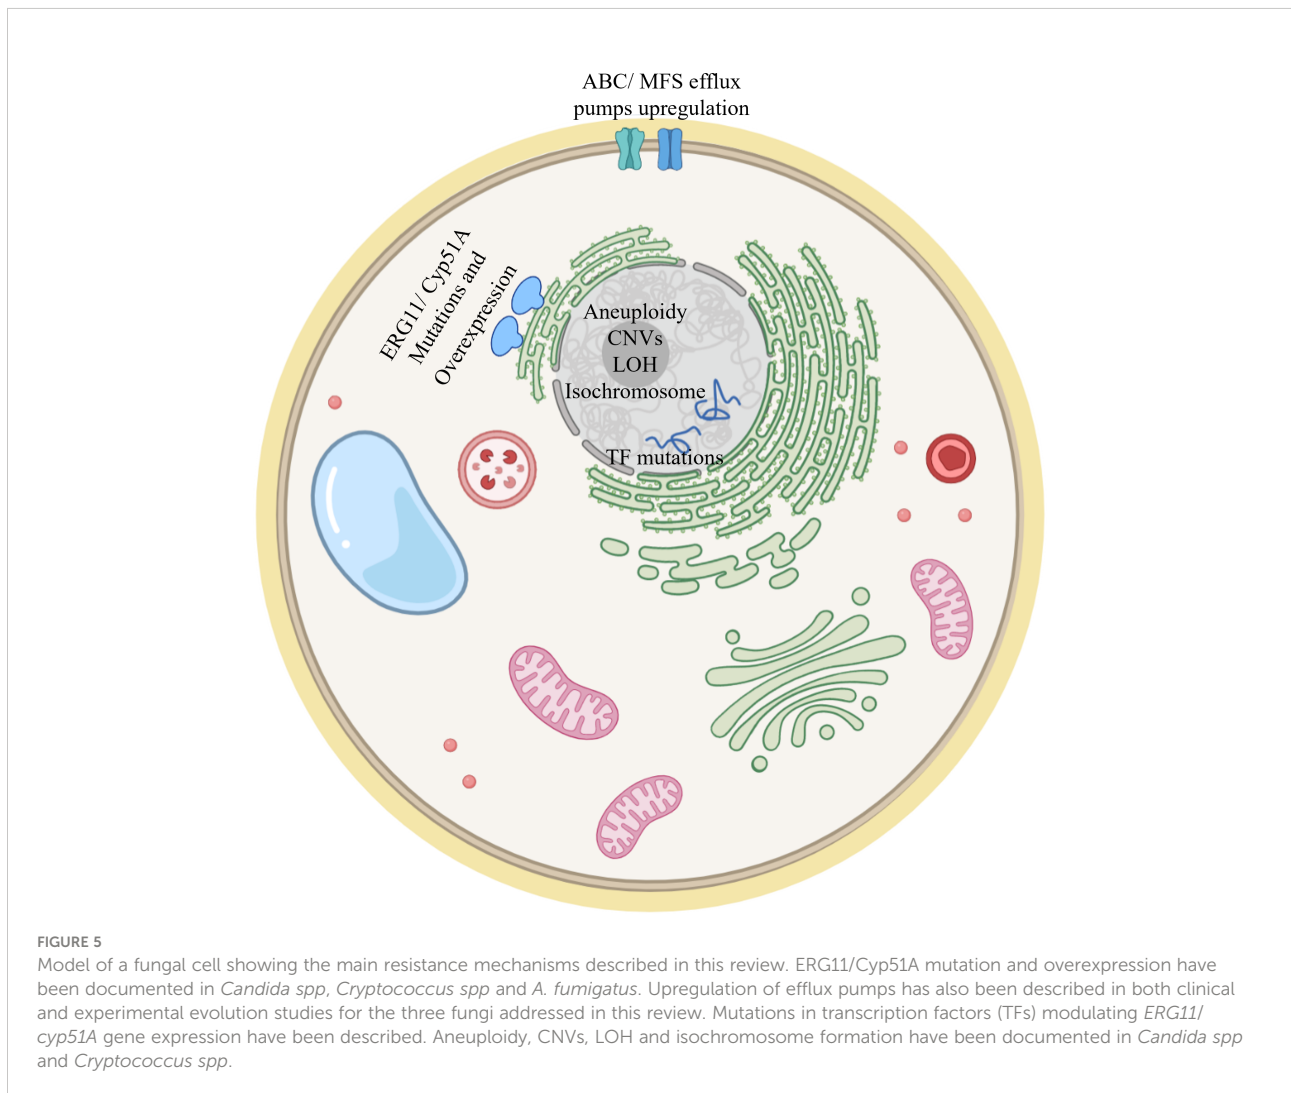 ABC/ MFS efflux
pumps upregulation
ERG11/ Cyp51A
Mutations and
Overexpression
Aneuploidy
CNVs
LOH
Isochromosome
TF mutations
FIGURE 5
Model of a fungal cell showing the main resistance mechanisms described in this review. ERG11/Cyp51A mutation and overexpression have
been documented in Candida spp, Cryptococcus spp and A. fumigatus. Upregulation of efflux pumps has also been described in both clinical
and experimental evolution studies for the three fungi addressed in this review. Mutations in transcription factors (TFs) modulating ERG11/
cyp51A gene expression have been described. Aneuploidy, CNVs, LOH and isochromosome formation have been documented in Candida spp
and Cryptococcus spp.